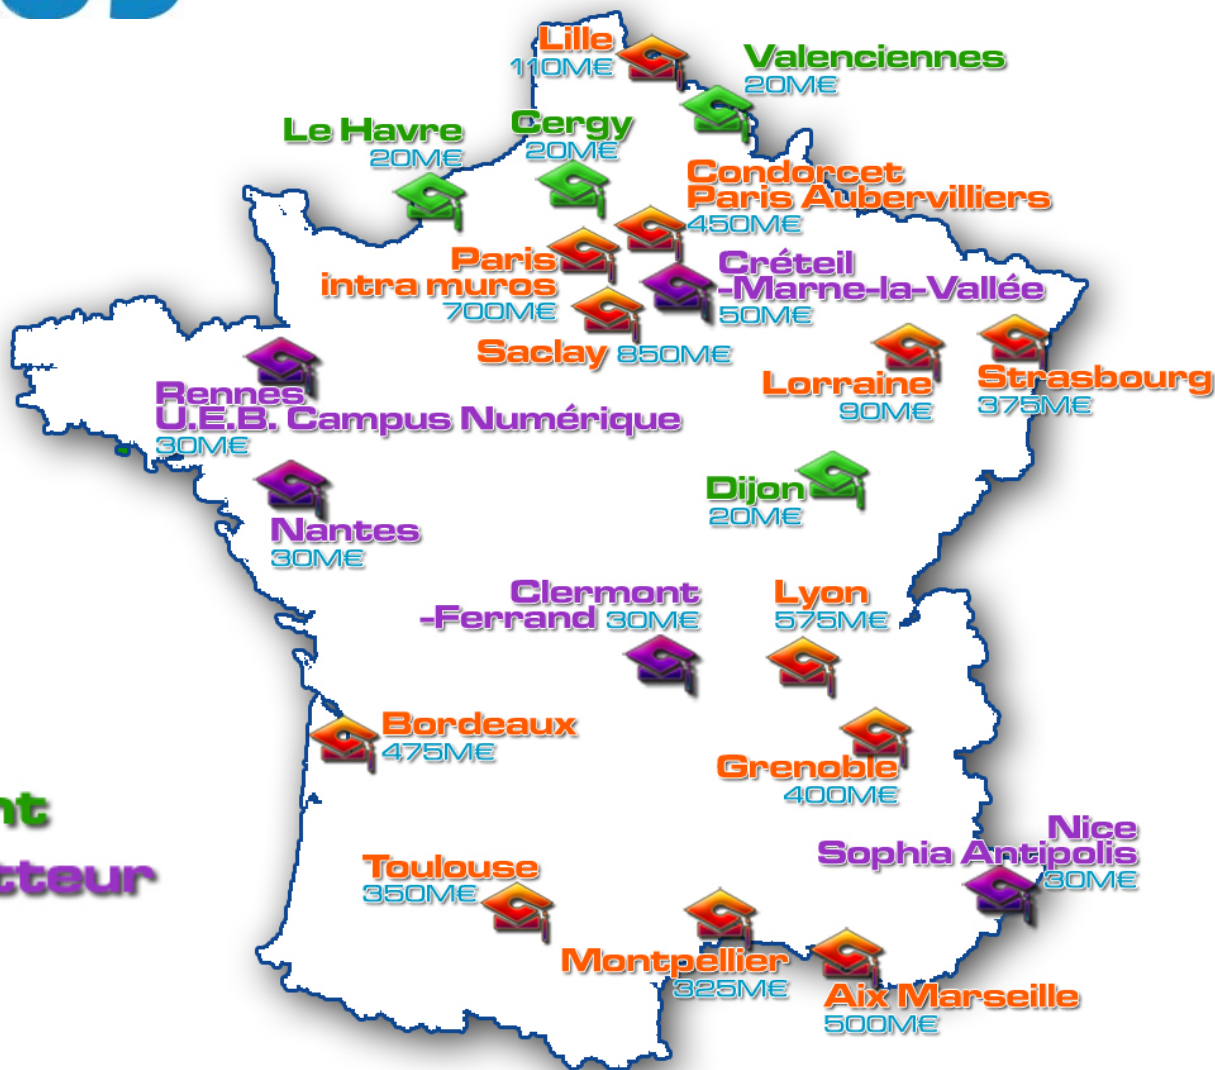 Lille
110M€
Valenciennes
20M€
Le Havre
20M€
Cergy
20M€
Condorcet
Paris Aubervilliers
450M€
Paris
intra muros
700M€
Créteil
-Marne-la-Vallée
50M€
Saclay 850M€
Lorraine
90M€
Strasbourg
375M€
Rennes
U.E.B. Campus Numérique
30M€
Dijon
20M€
Nantes
30M€
Clermont
-Ferrand 30M€
Lyon
575M€
Bordeaux
475M€
Grenoble
400M€
Nice
Sophia Antipolis
30M€
Toulouse
350M€
Montpellier
325M€
Aix Marseille
500M€